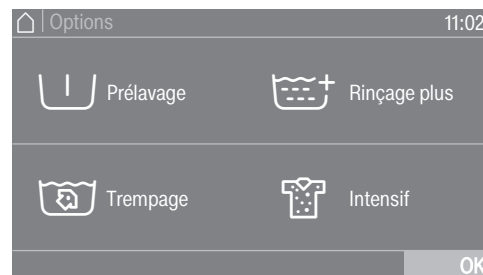 Options 11:02
Prélavage Rinçage plus
Trempage Intensif
OK